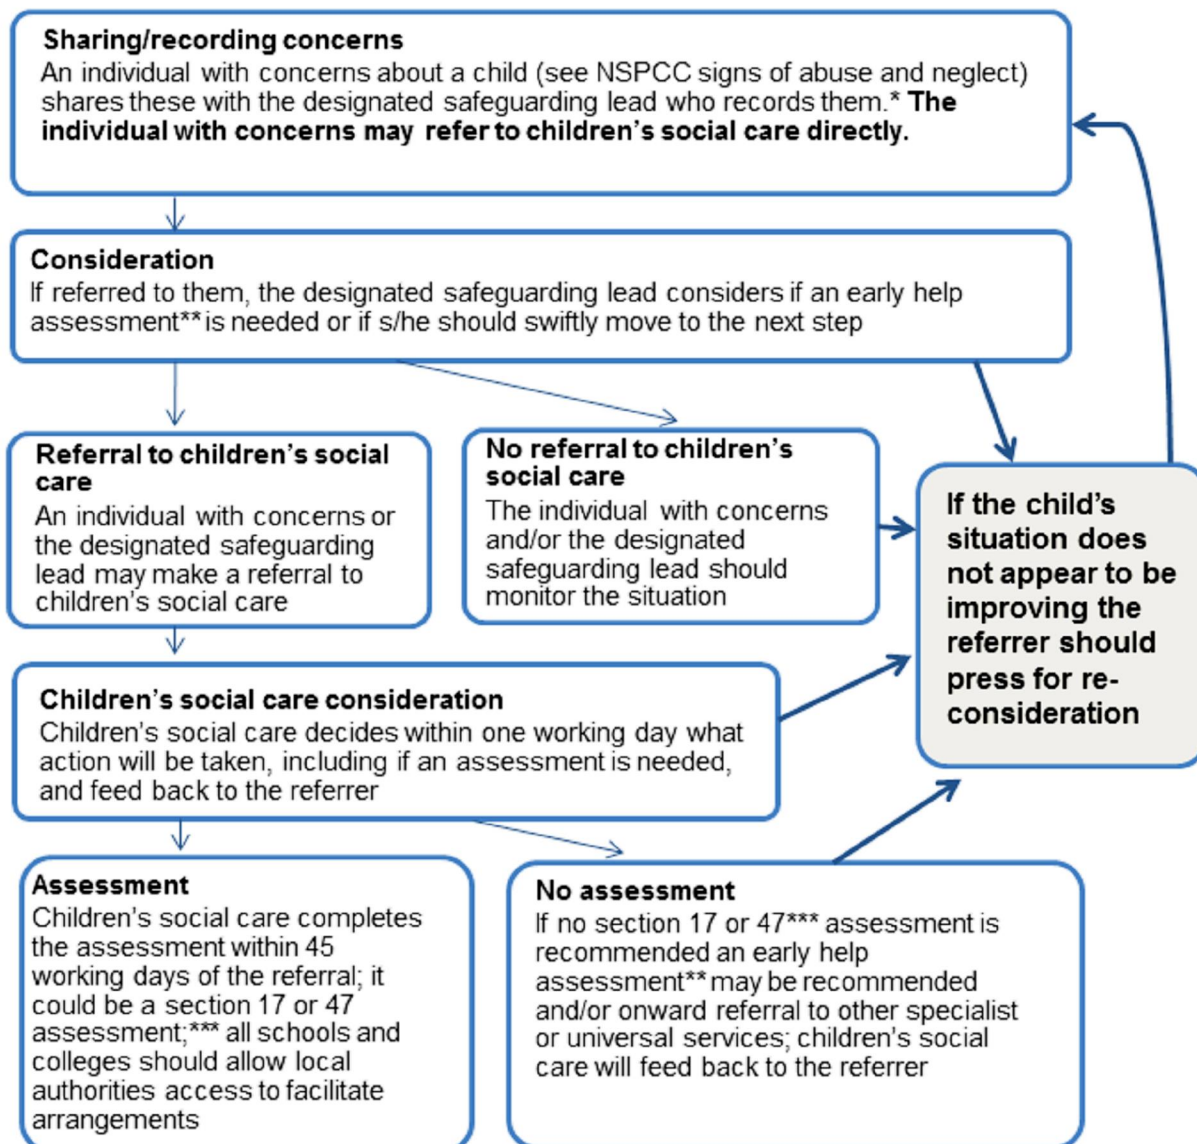 Sharing/recording concerns
An individual with concerns about a child (see NSPCC signs of abuse and neglect)
shares these with the designated safeguarding lead who records them.* The
individual with concerns may refer to children's social care directly.
Consideration
If referred to them, the designated safeguarding lead considers if an early help
assessment** is needed or if s/he should swiftly move to the next step
Referral to children's social
care
An individual with concerns or
the designated safeguarding
lead may make a referral to
children's social care
No referral to children's
social care
The individual with concerns
and/or the designated
safeguarding lead should
monitor the situation
If the child's
situation does
not appear to be
improving the
referrer should
press for re-
consideration
Children's social care consideration
Children's social care decides within one working day what
action will be taken, including if an assessment is needed,
and feed back to the referrer
Assessment
Children's social care completes
the assessment within 45
working days of the referral; it
could be a section 17 or 47
assessment;*** all schools and
colleges should allow local
authorities access to facilitate
arrangements
No assessment
If no section 17 or 47*** assessment is
recommended an early help
assessment** may be recommended
and/or onward referral to other specialist
or universal services; children's social
care will feed back to the referrer